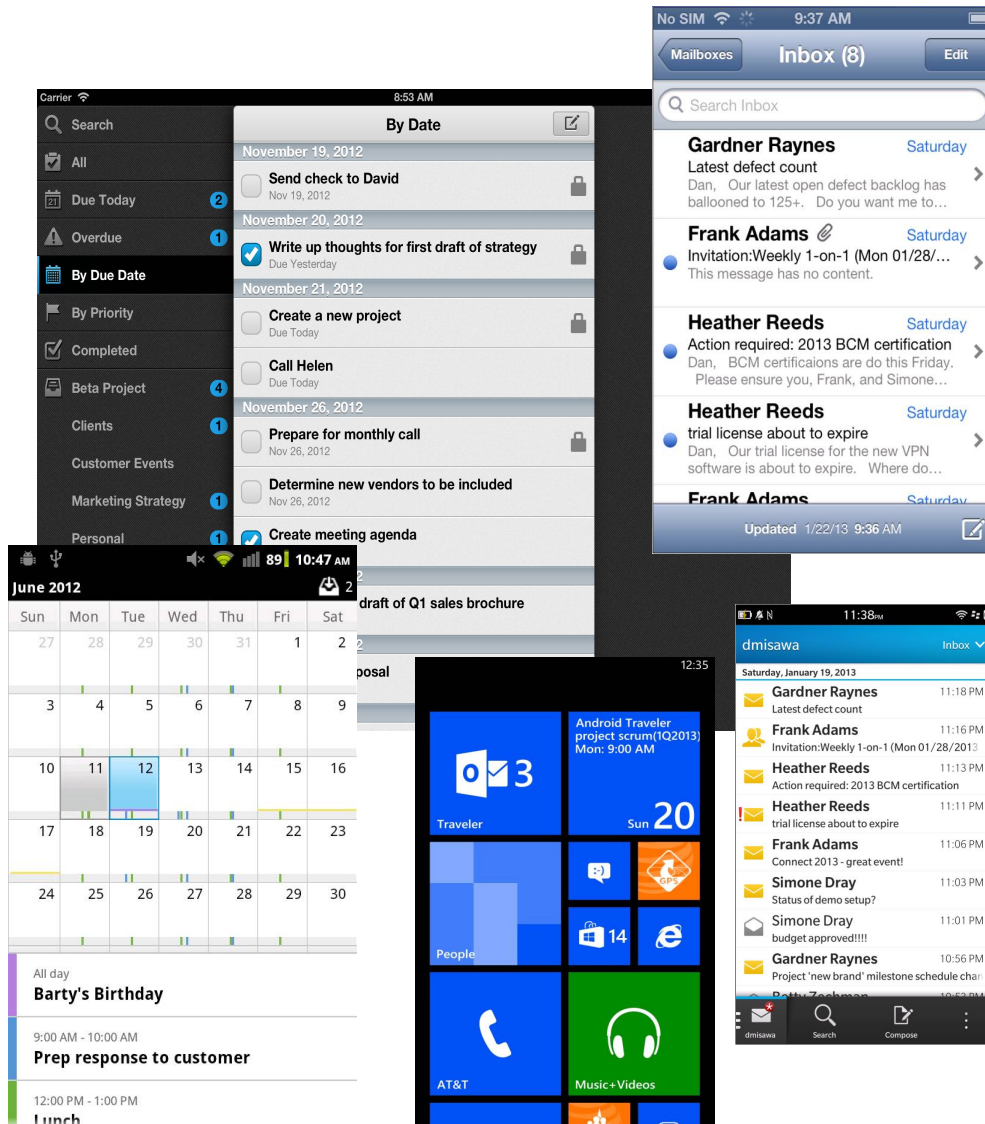 No SIM 9:37 AM
Mailboxes Inbox (8) Edit
Search Inbox
Gardner Raynes Saturday
Latest defect count
Dan, Our latest open defect backlog has
ballooned to 125+. Do you want me to...
Frank Adams Saturday
Invitation:Weekly 1-on-1 (Mon 01/28/...
This message has no content.
Heather Reeds Saturday
Action required: 2013 BCM certification
Dan, BCM certificaions are do this Friday.
Please ensure you, Frank, and Simone...
Heather Reeds Saturday
trial license about to expire
Dan, Our trial license for the new VPN
software is about to expire. Where do...
Frank Adams Saturday
Updated 1/22/13 9:36 AM
Carrier 8:53 AM
Search
All
21 Due Today 2
Overdue 1
By Due Date
By Priority
Completed
Beta Project 4
Clients 1
Customer Events
Marketing Strategy 1
Personal 1
By Date
November 19, 2012
Send check to David
Nov 19, 2012
November 20, 2012
Write up thoughts for first draft of strategy
Due Yesterday
November 21, 2012
Create a new project
Due Today
Call Helen
Due Today
November 26, 2012
Prepare for monthly call
Nov 26, 2012
Determine new vendors to be included
Nov 26, 2012
Create meeting agenda
2
draft of Q1 sales brochure
2
posal
89 10:47 AM
June 2012 2
Sun Mon Tue Wed Thu Fri Sat
27 28 29 30 31 1 2
3 4 5 6 7 8 9
10 11 12 13 14 15 16
17 18 19 20 21 22 23
24 25 26 27 28 29 30
All day
Barty's Birthday
9:00 AM - 10:00 AM
Prep response to customer
12:00 PM - 1:00 PM
Lunch
12:35
o 3
Traveler
Android Traveler
project scrum(1Q2013)
Mon: 9:00 AM
Sun 20
People
:-)
GPS
14
AT&T
Music+Videos
11:38PM
dmisawa Inbox
Saturday, January 19, 2013
Gardner Raynes 11:18 PM
Latest defect count
Frank Adams 11:16 PM
Invitation:Weekly 1-on-1 (Mon 01/28/2013
Heather Reeds 11:13 PM
Action required: 2013 BCM certification
! Heather Reeds 11:11 PM
trial license about to expire
Frank Adams 11:06 PM
Connect 2013 - great event!
Simone Dray 11:03 PM
Status of demo setup?
Simone Dray 11:01 PM
budget approved!!!!
Gardner Raynes 10:56 PM
Project 'new brand' milestone schedule chan
Betty Zechman 10:53 PM
dmisawa Search Compose